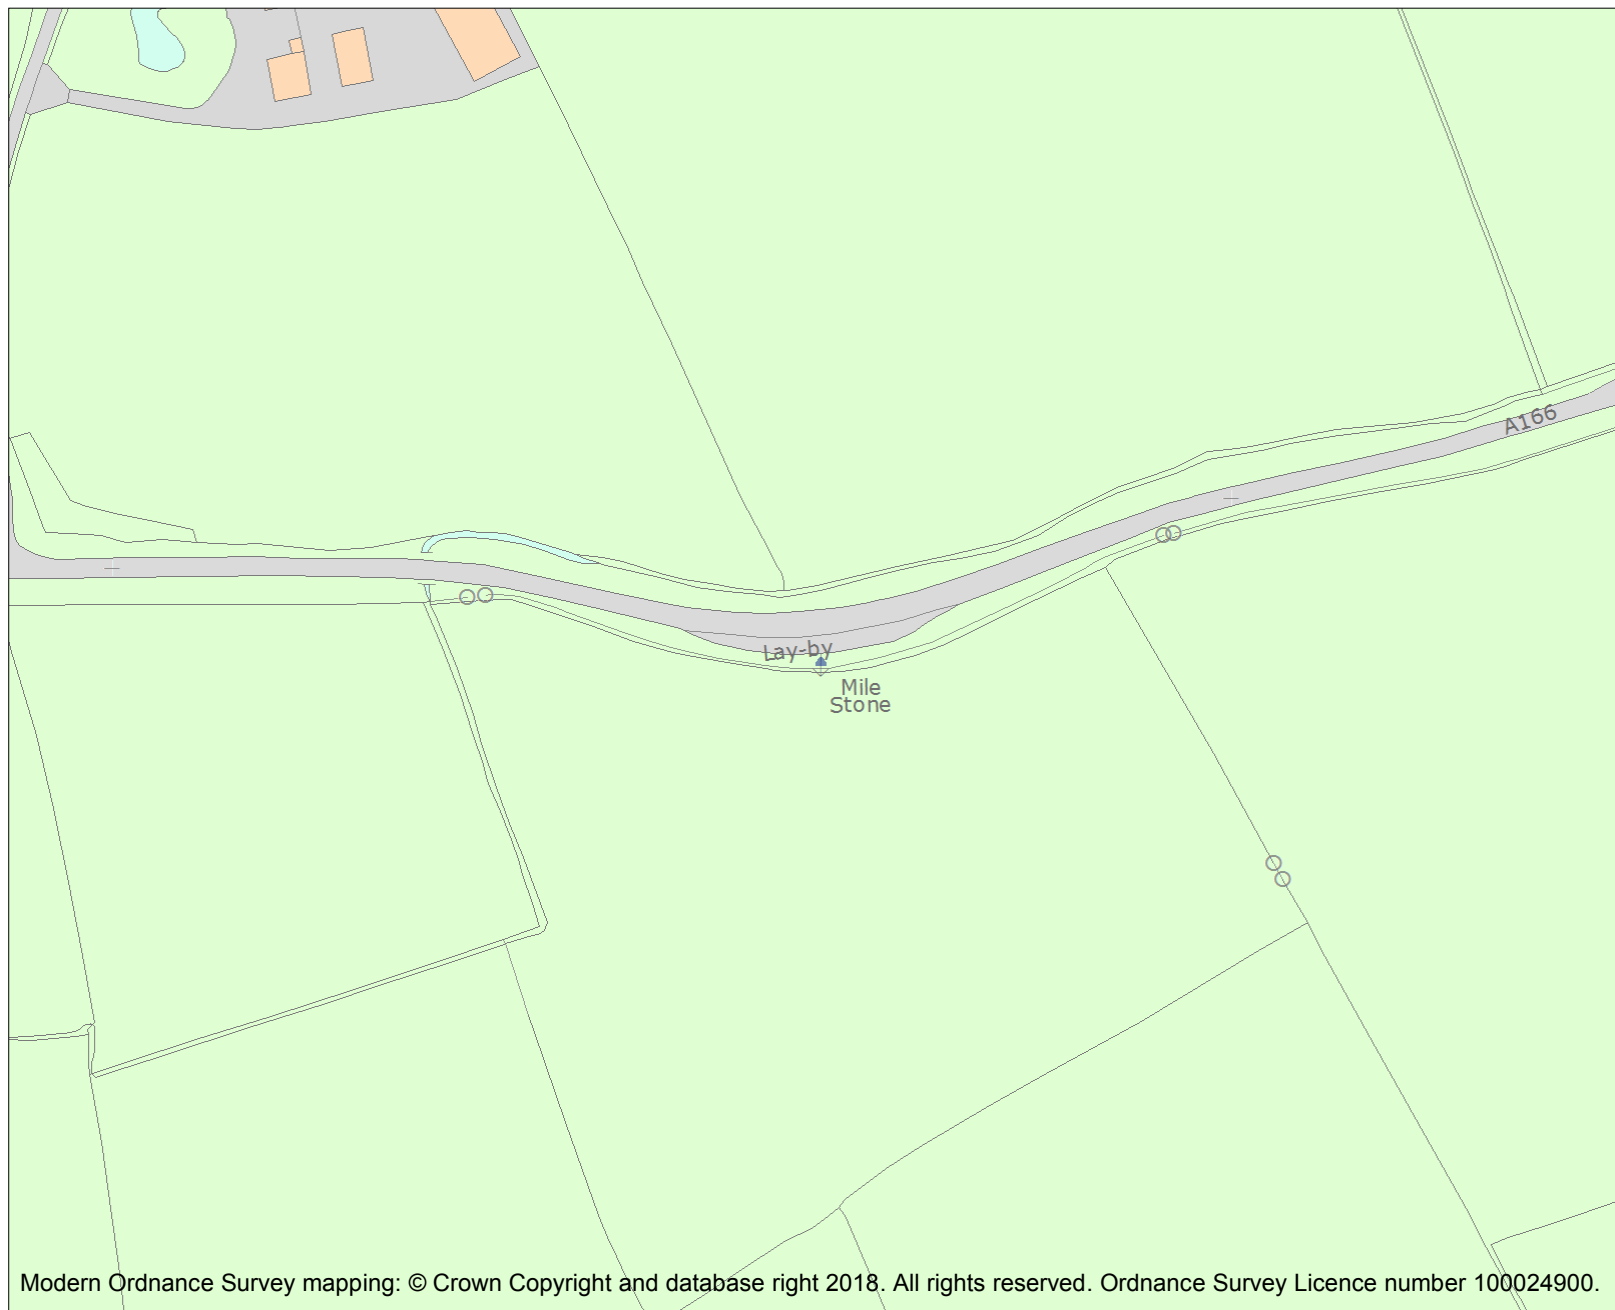 A166
Lay-by
Mile
Stone
Modern Ordnance Survey mapping: © Crown Copyright and database right 2018. All rights reserved. Ordnance Survey Licence number 100024900.